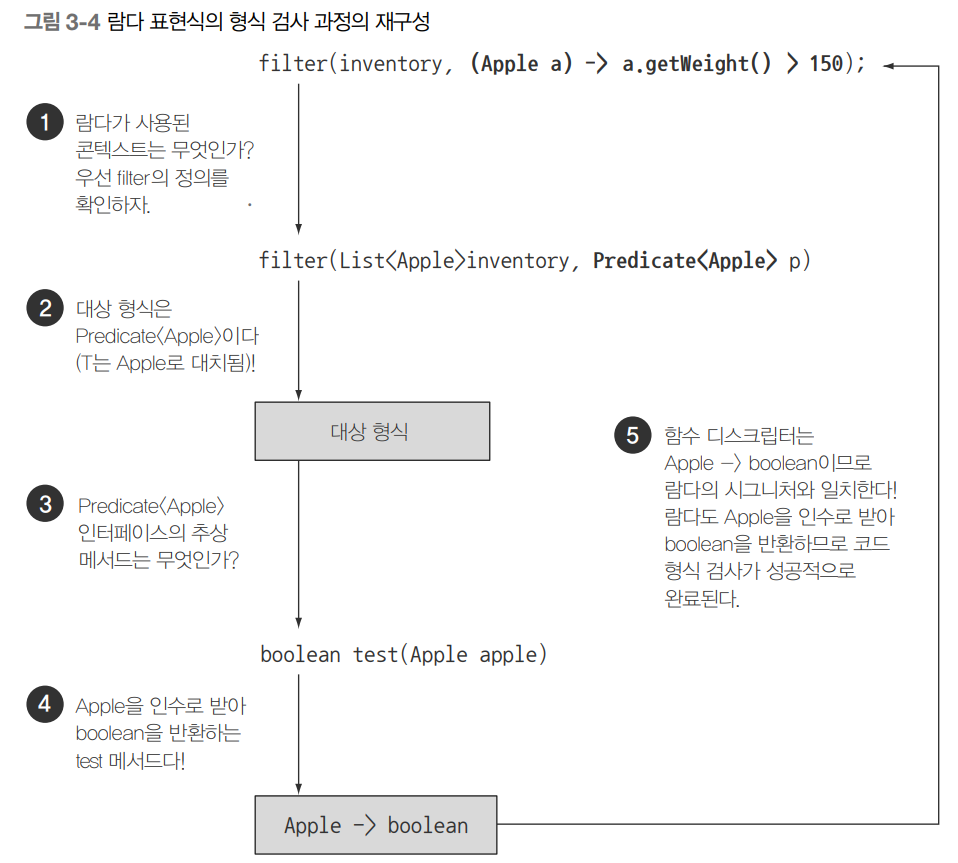 그림 3-4 람다 표현식의 형식 검사 과정의 재구성
filter(inventory, (Apple a) -> a.getWeight() > 150);
1 람다가 사용된
콘텍스트는 무엇인가?
우선 filter의 정의를
확인하자.
filter(List<Apple>inventory, Predicate<Apple> p)
2 대상 형식은
Predicate<Apple>이다
(T는 Apple로 대치됨)!
대상 형식
3 Predicate<Apple>
인터페이스의 추상
메서드는 무엇인가?
boolean test(Apple apple)
4 Apple을 인수로 받아
boolean을 반환하는
test 메서드다!
Apple -> boolean
5 함수 디스크립터는
Apple -> boolean이므로
람다의 시그니처와 일치한다!
람다도 Apple을 인수로 받아
boolean을 반환하므로 코드
형식 검사가 성공적으로
완료된다.